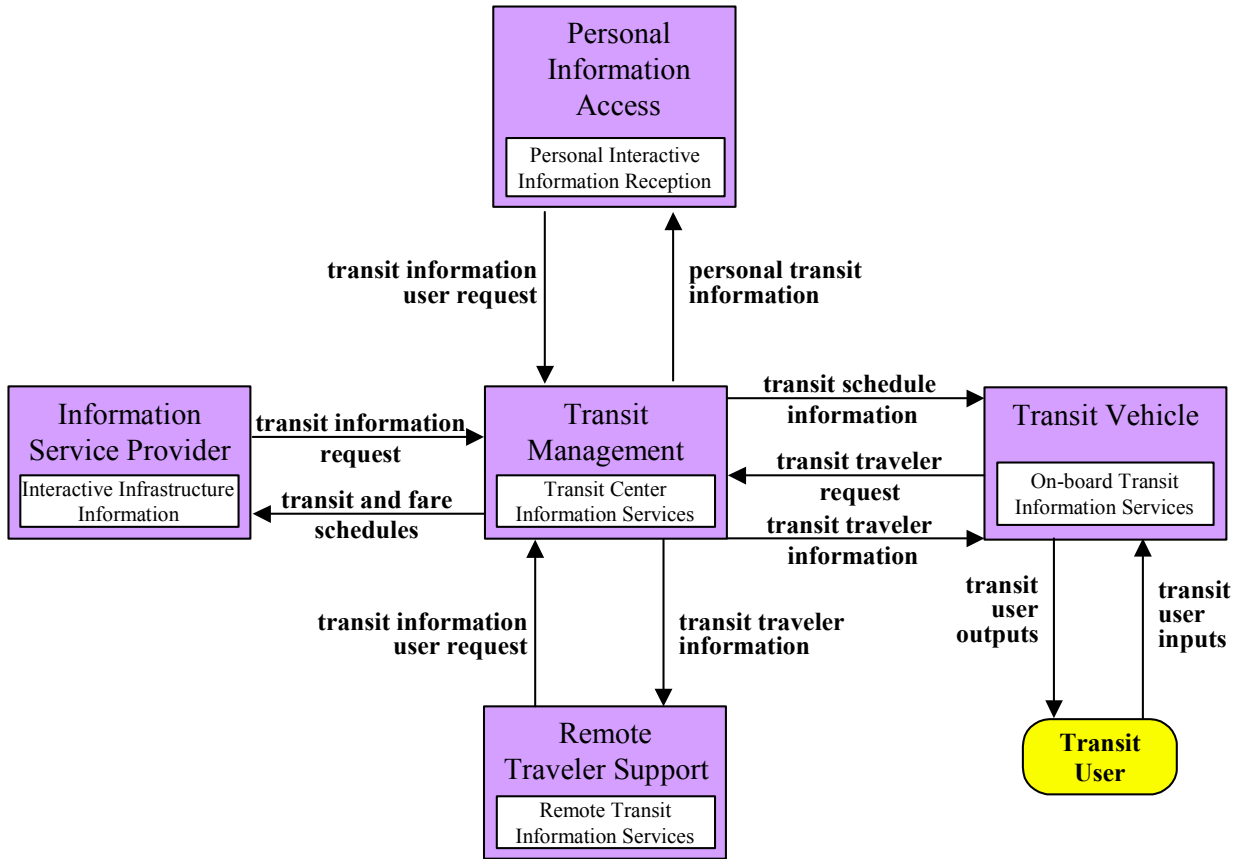 Personal
Information
Access
Personal Interactive
Information Reception
transit information
user request
personal transit
information
Information
Service Provider
Interactive Infrastructure
Information
transit information
request
transit and fare
schedules
Transit
Management
Transit Center
Information Services
transit schedule
information
transit traveler
request
transit traveler
information
Transit Vehicle
On-board Transit
Information Services
transit information
user request
transit traveler
information
transit
user
outputs
transit
user
inputs
Remote
Traveler Support
Remote Transit
Information Services
Transit
User